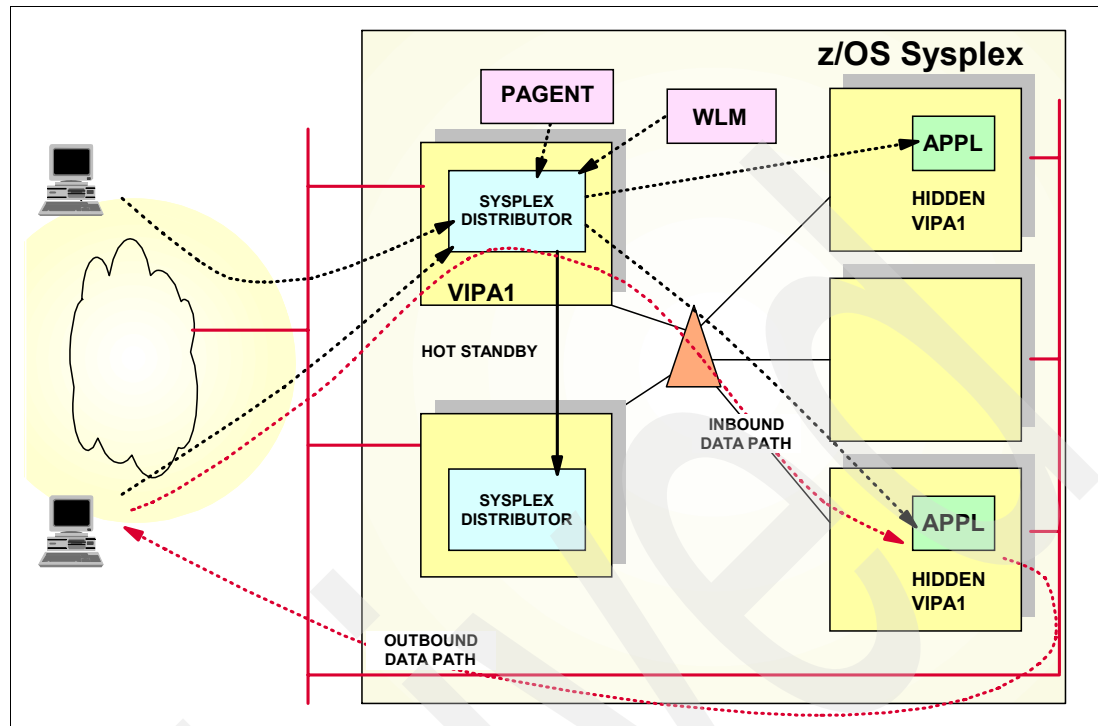 z/OS Sysplex
PAGENT
WLM
APPL
HIDDEN
VIPA1
SYSPLEX
DISTRIBUTOR
VIPA1
HOT STANDBY
INBOUND
DATA PATH
SYSPLEX
DISTRIBUTOR
APPL
HIDDEN
VIPA1
OUTBOUND
DATA PATH